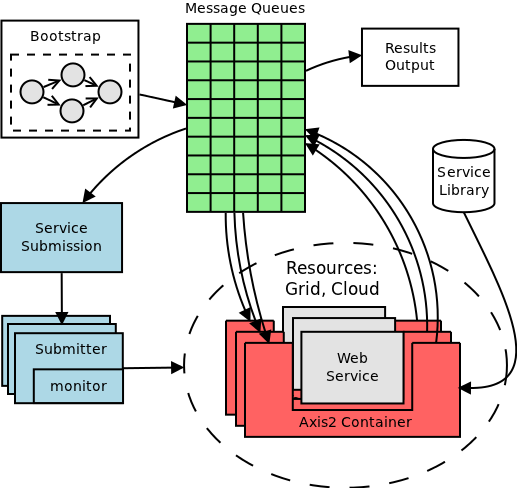 Message Queues
Bootstrap
Results
Output
Service
Library
Service
Submission
Resources:
Grid, Cloud
Submitter
monitor
Web
Service
Axis2 Container